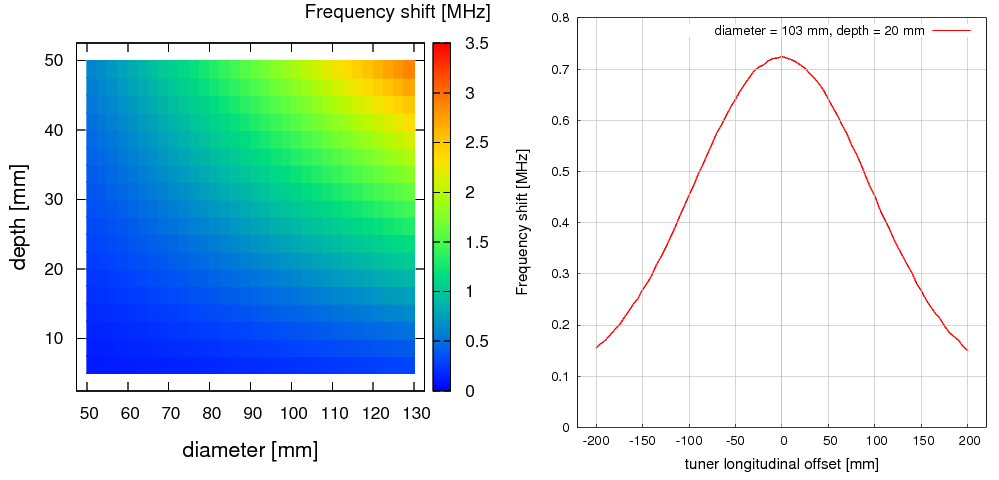 Frequency shift [MHz]
50
40
30
20
10
depth [mm]
50 60 70 80 90 100 110 120 130
diameter [mm]
3.5
3
2.5
2
1.5
1
0.5
0
diameter = 103 mm, depth = 20 mm
0.8
0.7
0.6
0.5
0.4
0.3
0.2
0.1
0
Frequency shift [MHz]
-200 -150 -100 -50 0 50 100 150 200
tuner longitudinal offset [mm]